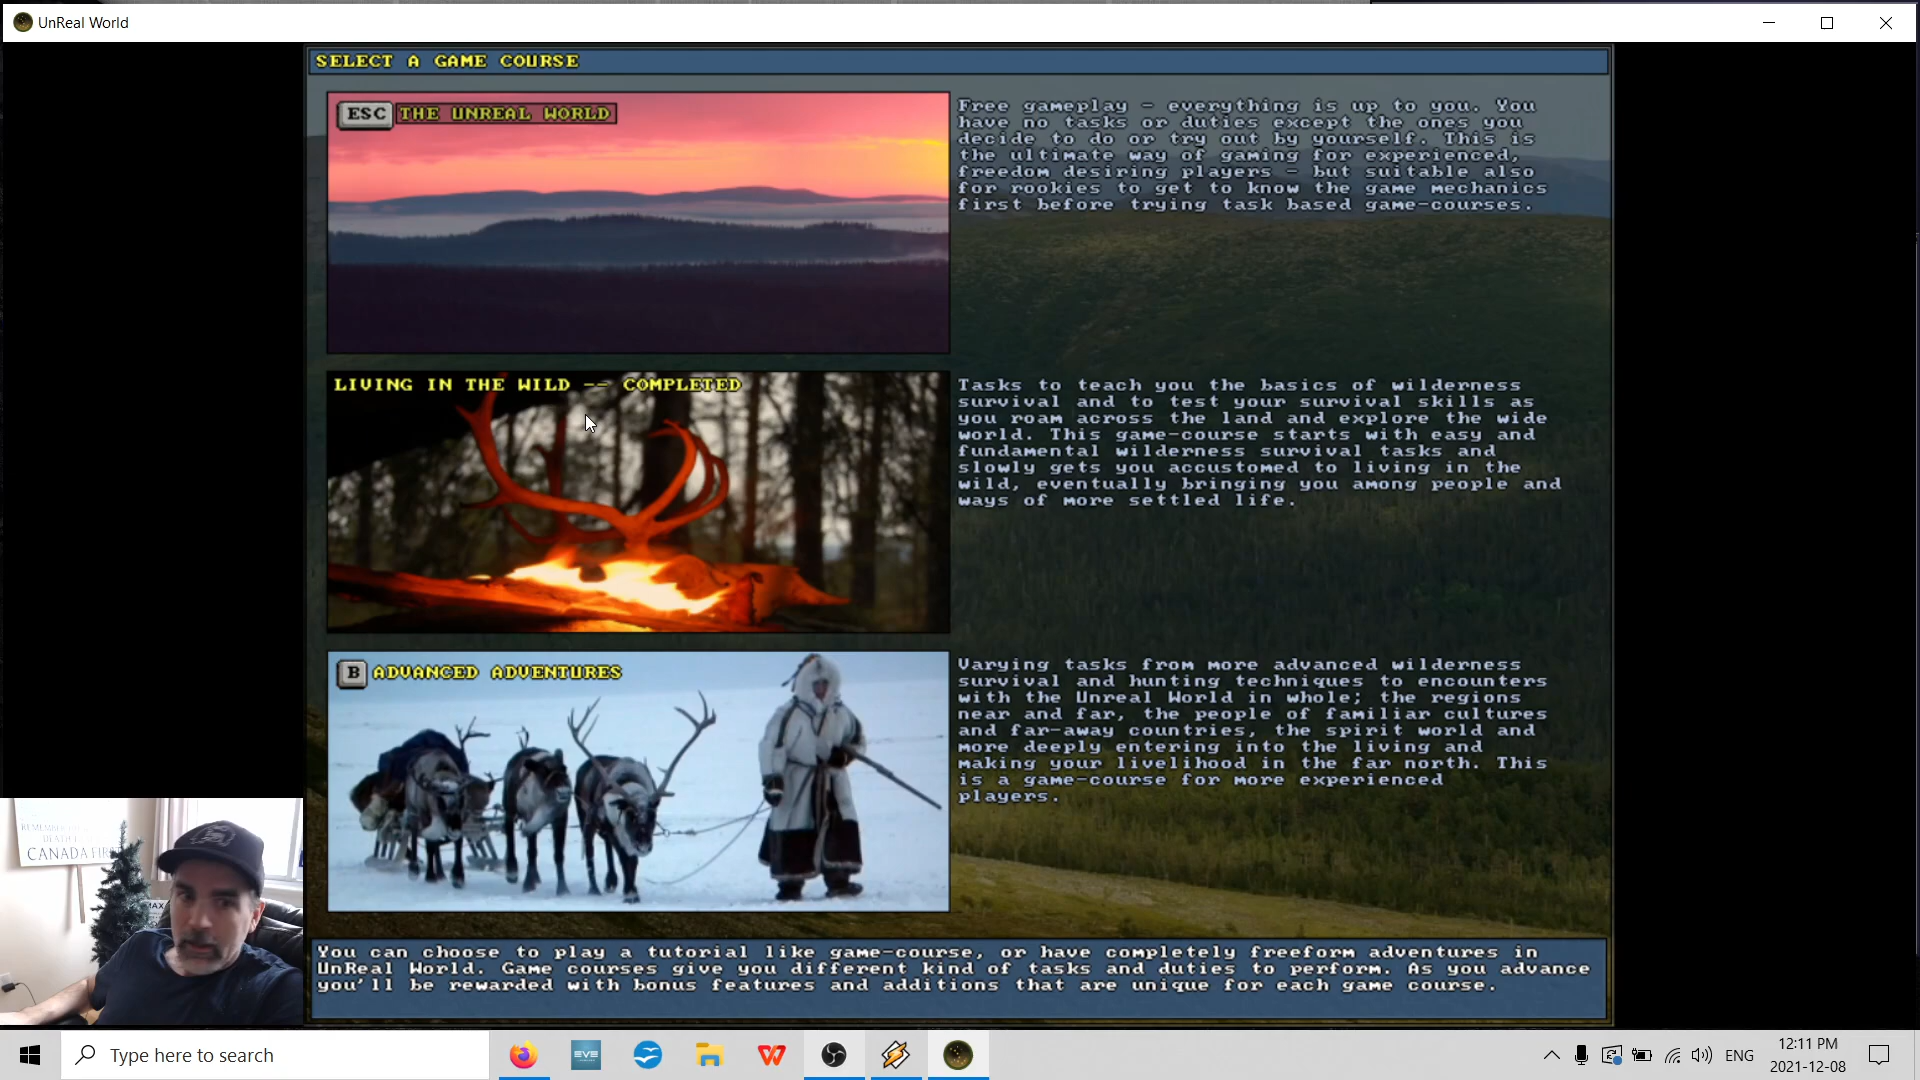 UnReal World
SELECT A GAME COURSE
ESC THE UNREAL WORLD
Free gameplay - everything is up to you. You
have no tasks or duties except the ones you
decide to do or try out by yourself. This is
the ultimate way of gaming for experienced,
freedom desiring players - but suitable also
for rookies to get to know the game mechanics
first before trying task based game-courses.
LIVING IN THE WILD -- COMPLETED
Tasks to teach you the basics of wilderness
survival and to test your survival skills as
you roam across the land and explore the wide
world. This game-course starts with easy and
fundamental wilderness survival tasks and
slowly gets you accustomed to living in the
wild, eventually bringing you among people and
ways of more settled life.
B ADVANCED ADVENTURES
Varying tasks from more advanced wilderness
survival and hunting techniques to encounters
with the Unreal World in whole; the regions
near and far, the people of familiar cultures
and far-away countries, the spirit world and
more deeply entering into the living and
making your livelihood in the far north. This
is a game-course for more experienced
players.
REMEMBER
CANADA FIRST
MAX
You can choose to play a tutorial like game-course, or have completely freeform adventures in
UnReal World. Game courses give you different kind of tasks and duties to perform. As you advance
you'll be rewarded with bonus features and additions that are unique for each game course.
Type here to search
EVE
ENG
12:11 PM
2021-12-08